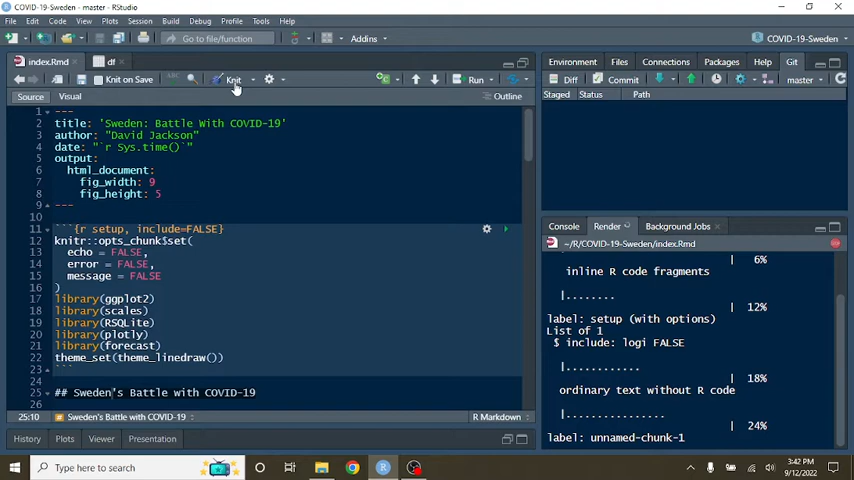 COVID-19-Sweden - RStudio
File Edit Code View Plots Session Build Debug Profile Tools Help
Go to file/function
Addins
COVID-19-Sweden
index.Rmd
df
Knit on Save
ABC
Knit
Run
Source
Visual
Outline
1 ---
2 title: 'Sweden: Battle With COVID-19'
3 author: "David Jackson"
4 date: "`r Sys.time()`"
5 output:
6 html_document:
7 fig_width: 9
8 fig_height: 5
9 ---
10
11 ```{r setup, include=FALSE}
12 knitr::opts_chunk$set(
13 echo = FALSE,
14 error = FALSE,
15 message = FALSE
16 )
17 library(ggplot2)
18 library(scales)
19 library(RSQLite)
20 library(plotly)
21 library(forecast)
22 theme_set(theme_linedraw())
23 ```
24
25 ## Sweden's Battle with COVID-19
26
25:10
Sweden's Battle with COVID-19
R Markdown
History
Plots
Viewer
Presentation
Environment
Files
Connections
Packages
Git
Diff
Commit
master
Staged Status Path
Console
Render
Background Jobs
~/R/COVID-19-Sweden/index.Rmd
| 6%
inline R code fragments
|........
| 12%
label: setup (with options)
List of 1
$ include: logi FALSE
|............
| 18%
ordinary text without R code
|................
| 24%
label: unnamed-chunk-1
Type here to search
3:42 PM
9/12/2022